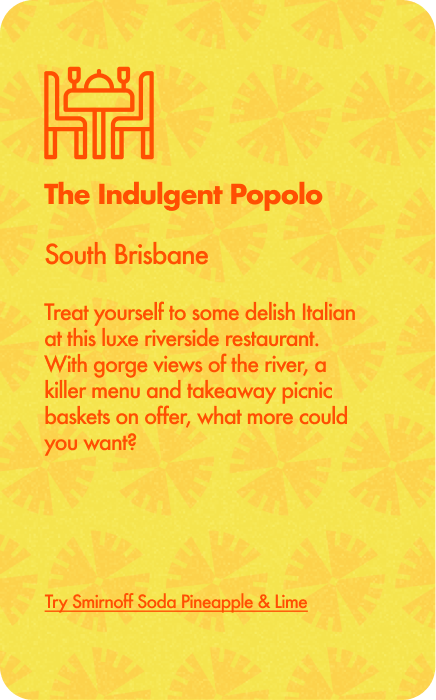 The Indulgent Popolo
South Brisbane
Treat yourself to some delish Italian
at this luxe riverside restaurant.
With gorge views of the river, a
killer menu and takeaway picnic
baskets on offer, what more could
you want?
Try Smirnoff Soda Pineapple & Lime